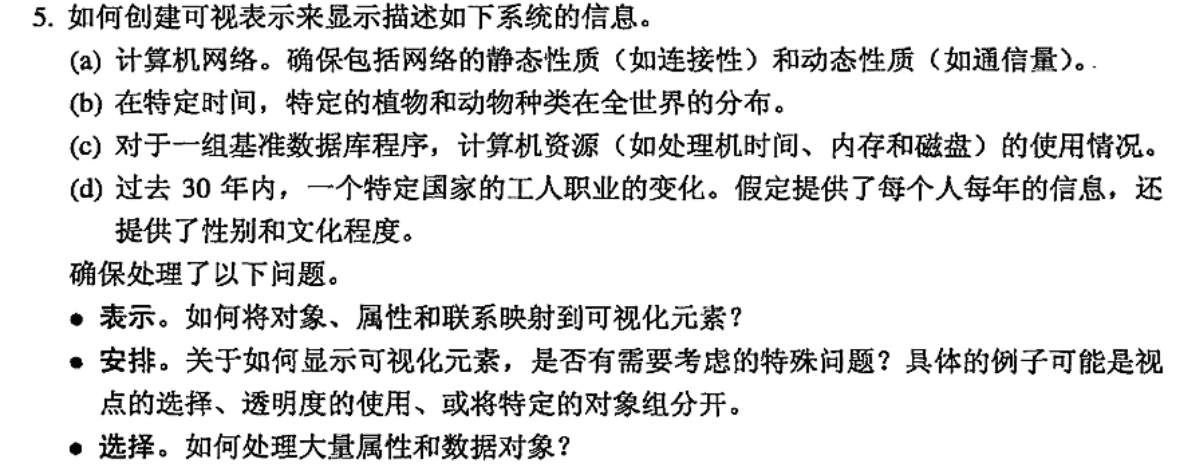 5. 如何创建可视表示来显示描述如下系统的信息。
(a) 计算机网络。确保包括网络的静态性质（如连接性）和动态性质（如通信量）。
(b) 在特定时间，特定的植物和动物种类在全世界的分布。
(c) 对于一组基准数据库程序，计算机资源（如处理机时间、内存和磁盘）的使用情况。
(d) 过去 30 年内，一个特定国家的工人职业的变化。假定提供了每个人每年的信息，还
提供了性别和文化程度。
确保处理了以下问题。
● 表示。如何将对象、属性和联系映射到可视化元素？
● 安排。关于如何显示可视化元素，是否有需要考虑的特殊问题？具体的例子可能是视
点的选择、透明度的使用、或将特定的对象组分开。
● 选择。如何处理大量属性和数据对象？